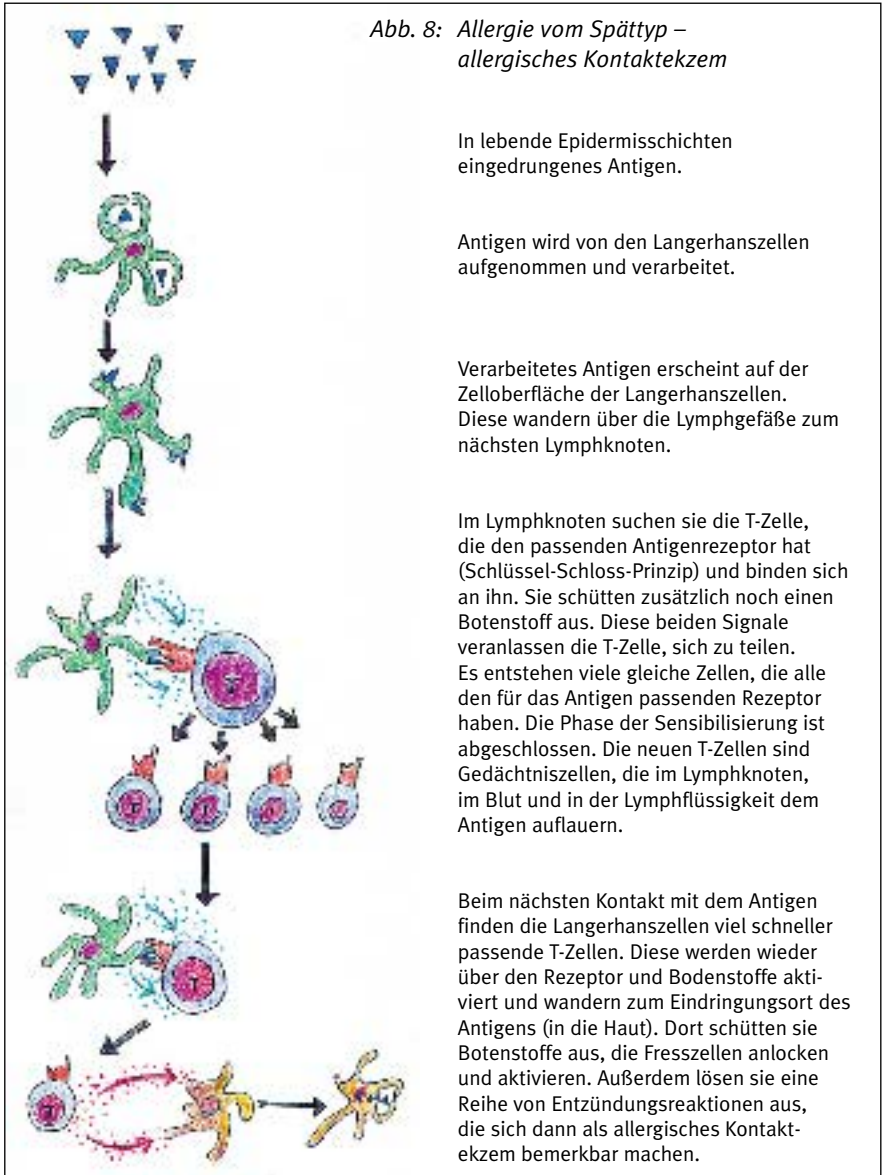 Abb. 8: Allergie vom Spättyp –
allergisches Kontaktekzem
In lebende Epidermisschichten
eingedrungenes Antigen.
Antigen wird von den Langerhanszellen
aufgenommen und verarbeitet.
Verarbeitetes Antigen erscheint auf der
Zelloberfläche der Langerhanszellen.
Diese wandern über die Lymphgefäße zum
nächsten Lymphknoten.
Im Lymphknoten suchen sie die T-Zelle,
die den passenden Antigenrezeptor hat
(Schlüssel-Schloss-Prinzip) und binden sich
an ihn. Sie schütten zusätzlich noch einen
Botenstoff aus. Diese beiden Signale
veranlassen die T-Zelle, sich zu teilen.
Es entstehen viele gleiche Zellen, die alle
den für das Antigen passenden Rezeptor
haben. Die Phase der Sensibilisierung ist
abgeschlossen. Die neuen T-Zellen sind
Gedächtniszellen, die im Lymphknoten,
im Blut und in der Lymphflüssigkeit dem
Antigen auflauern.
Beim nächsten Kontakt mit dem Antigen
finden die Langerhanszellen viel schneller
passende T-Zellen. Diese werden wieder
über den Rezeptor und Bodenstoffe akti-
viert und wandern zum Eindringungsort des
Antigens (in die Haut). Dort schütten sie
Botenstoffe aus, die Fresszellen anlocken
und aktivieren. Außerdem lösen sie eine
Reihe von Entzündungsreaktionen aus,
die sich dann als allergisches Kontakt-
ekzem bemerkbar machen.